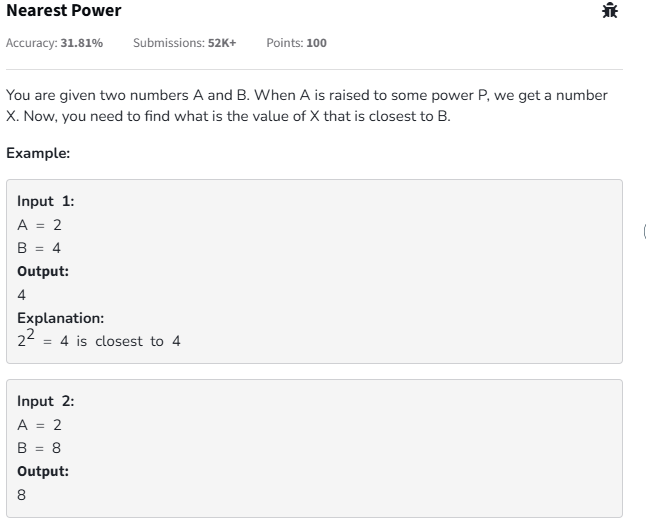 Nearest Power
Accuracy: 31.81% Submissions: 52K+ Points: 100
You are given two numbers A and B. When A is raised to some power P, we get a number
X. Now, you need to find what is the value of X that is closest to B.
Example:
Input 1:
A = 2
B = 4
Output:
4
Explanation:
2² = 4 is closest to 4
Input 2:
A = 2
B = 8
Output:
8